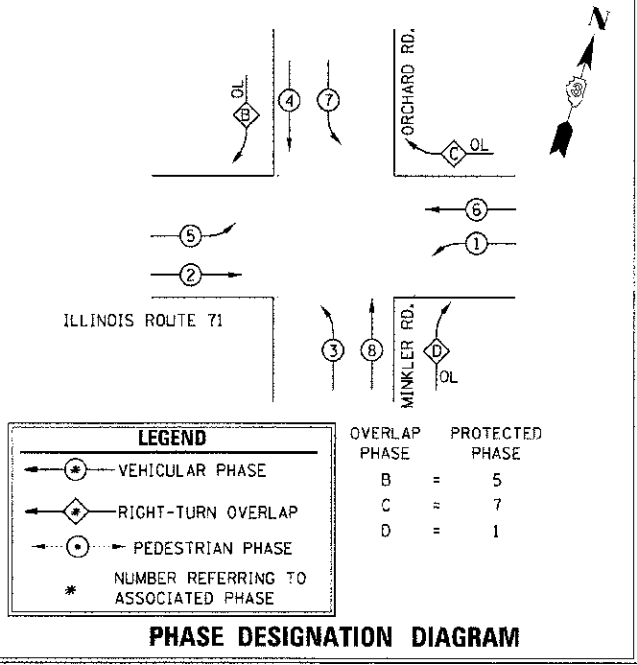 N
ORCHARD RD.
OL
B
4
7
C
OL
5
2
6
1
ILLINOIS ROUTE 71
3
8
MINKLER RD.
D
OL
LEGEND
* VEHICULAR PHASE
* RIGHT-TURN OVERLAP
* PEDESTRIAN PHASE
* NUMBER REFERRING TO
ASSOCIATED PHASE
OVERLAP PROTECTED
PHASE PHASE
B = 5
C = 7
D = 1
PHASE DESIGNATION DIAGRAM